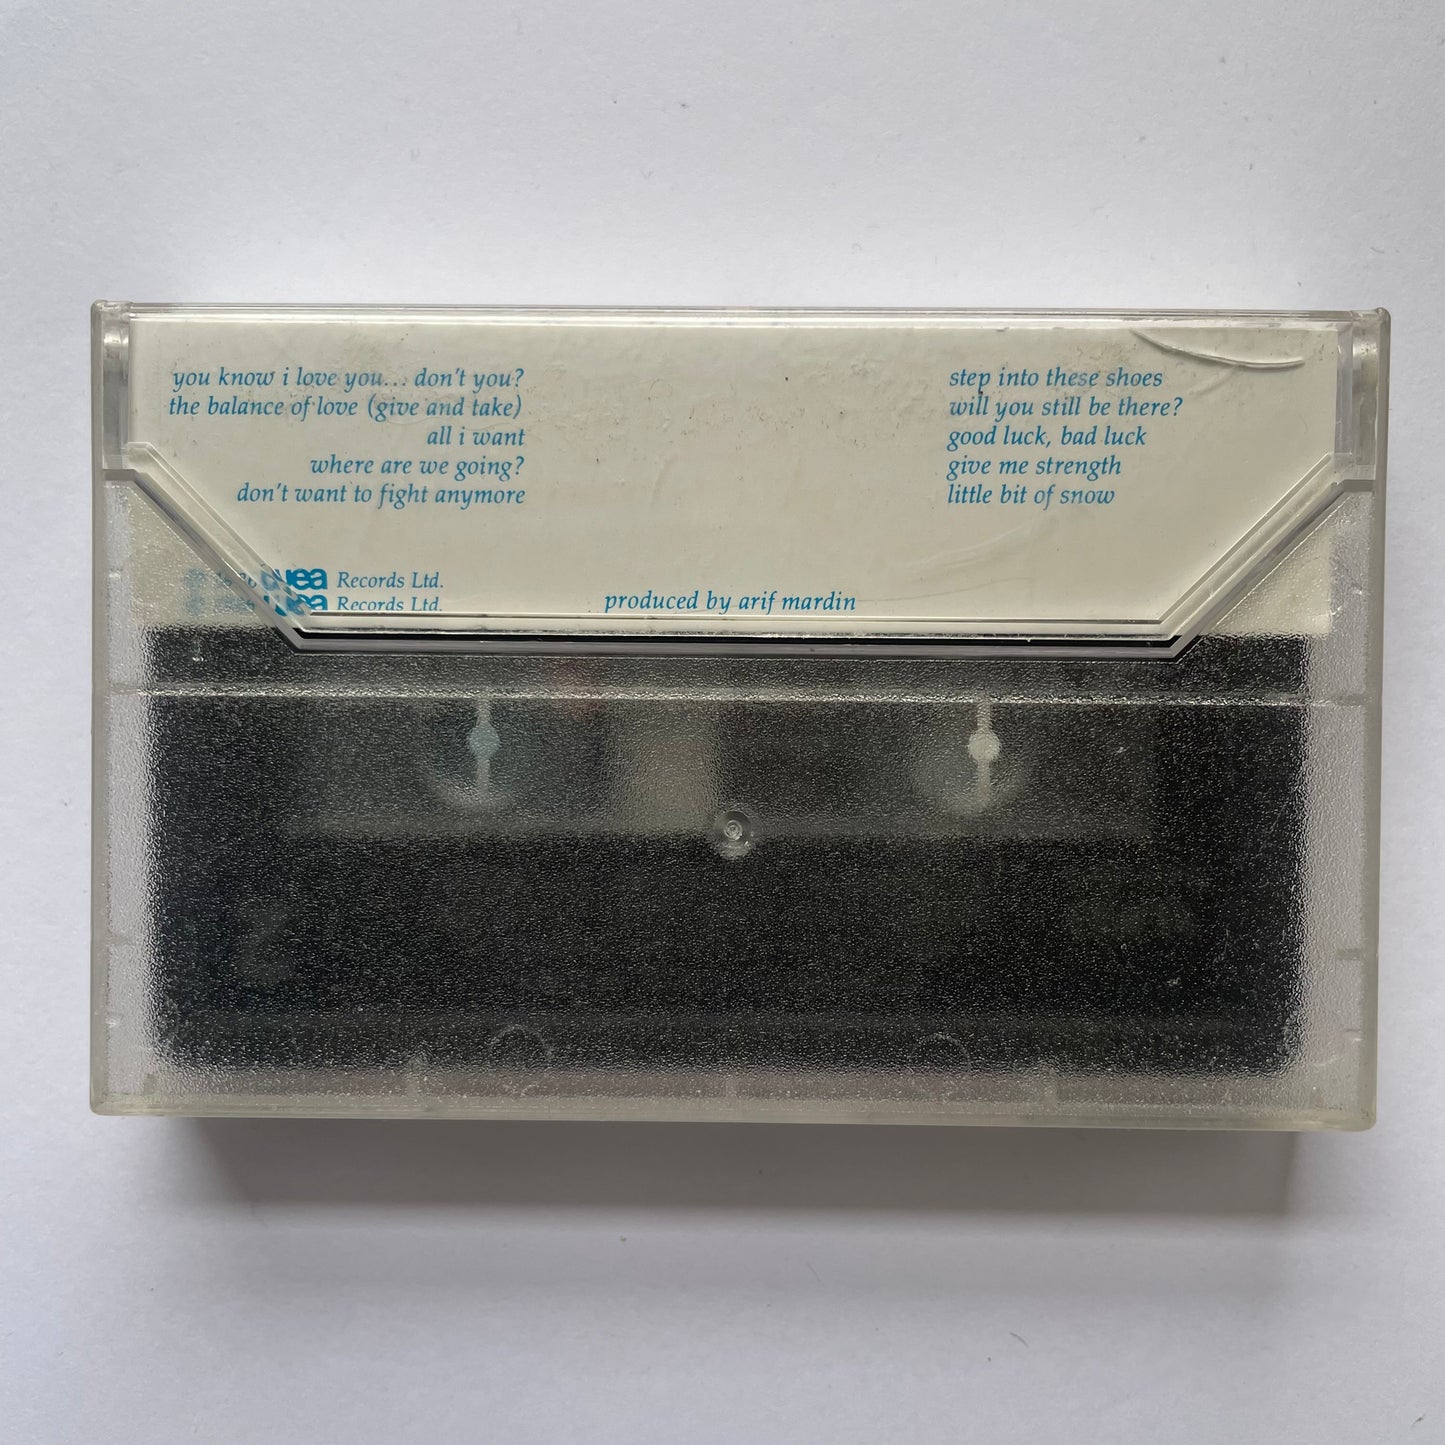 you know i love you... don't you?
the balance of love (give and take)
all i want
where are we going?
don't want to fight anymore
step into these shoes
will you still be there?
good luck, bad luck
give me strength
little bit of snow
Records Ltd.
Records Ltd.
produced by arif mardin